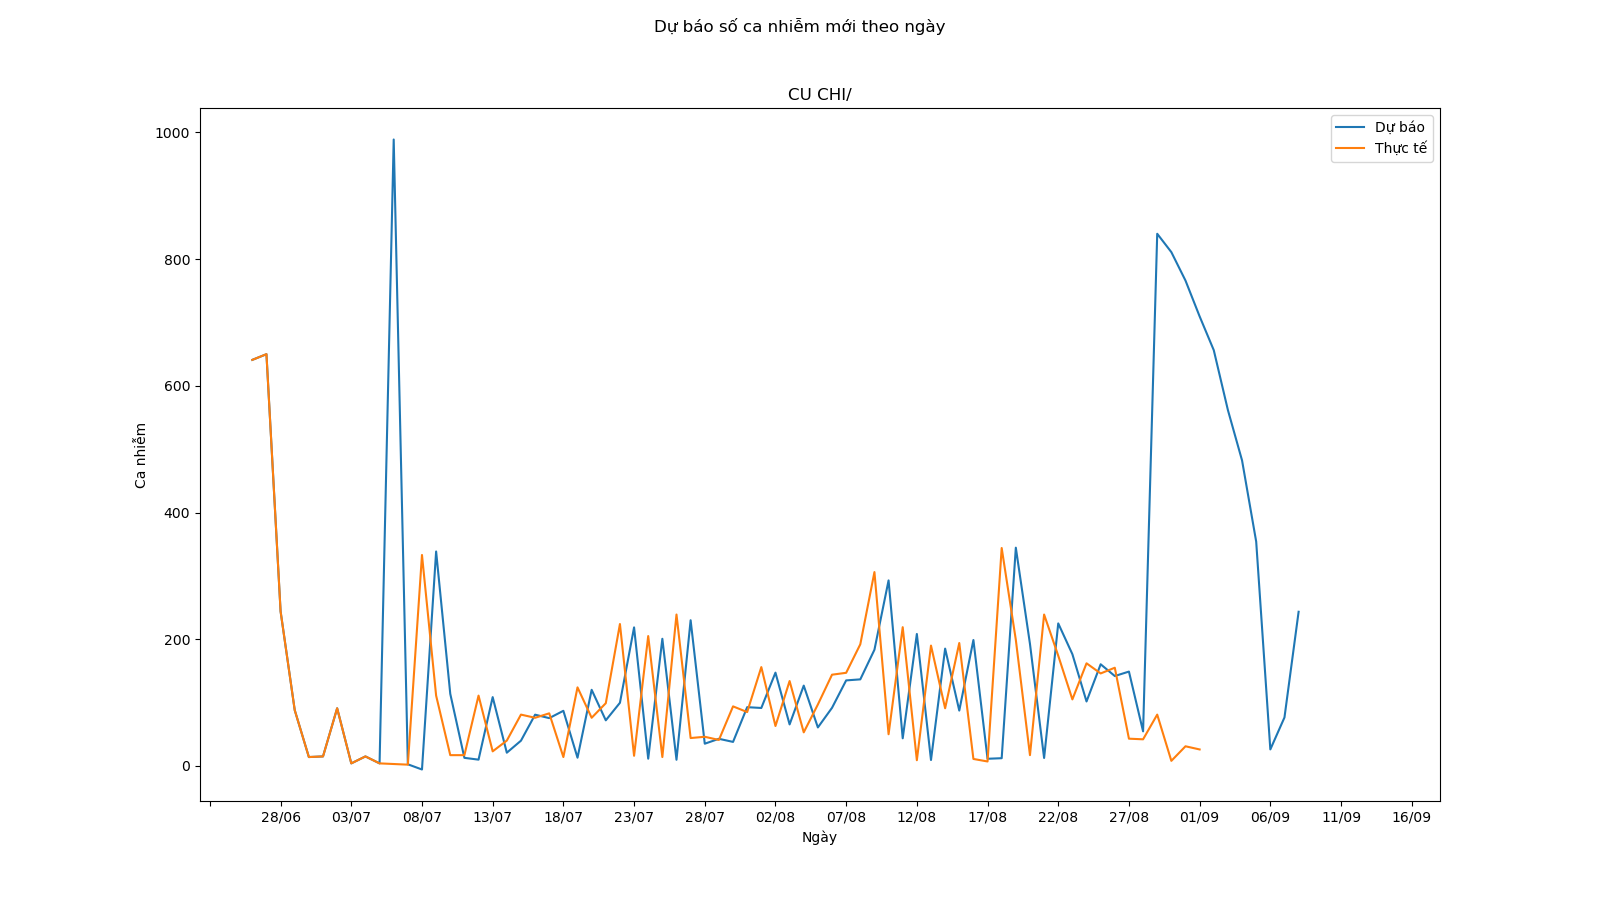 Dự báo số ca nhiễm mới theo ngày
CU CHI/
Dự báo
Thực tế
1000
800
600
400
200
0
Ca nhiễm
28/06 03/07 08/07 13/07 18/07 23/07 28/07 02/08 07/08 12/08 17/08 22/08 27/08 01/09 06/09 11/09 16/09
Ngày